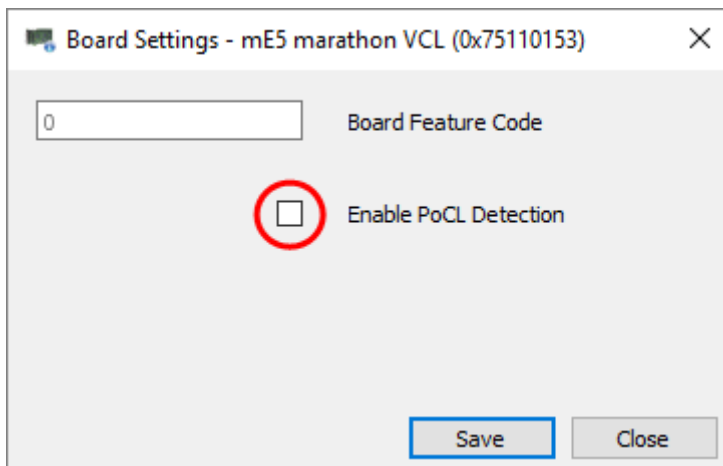 Board Settings - mE5 marathon VCL (0x75110153)
0
Board Feature Code
Enable PoCL Detection
Save
Close